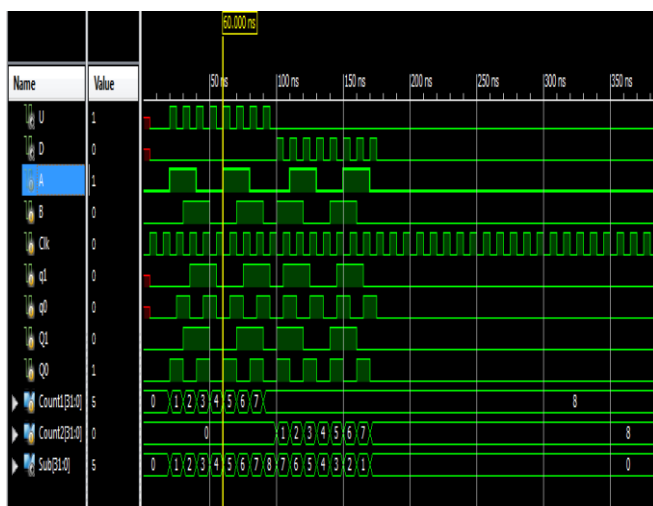 60.000 ns
Name Value
50 ns 100 ns 150 ns 200 ns 250 ns 300 ns 350 ns
U 1
D 0
A 1
B 0
Clk 0
q1 0
q0 0
Q1 0
Q0 1
Count1[31:0] 5 0 1 2 3 4 5 6 7 8
Count2[31:0] 0 0 1 2 3 4 5 6 7 8
Sub[31:0] 5 0 1 2 3 4 5 6 7 8 7 6 5 4 3 2 1 0